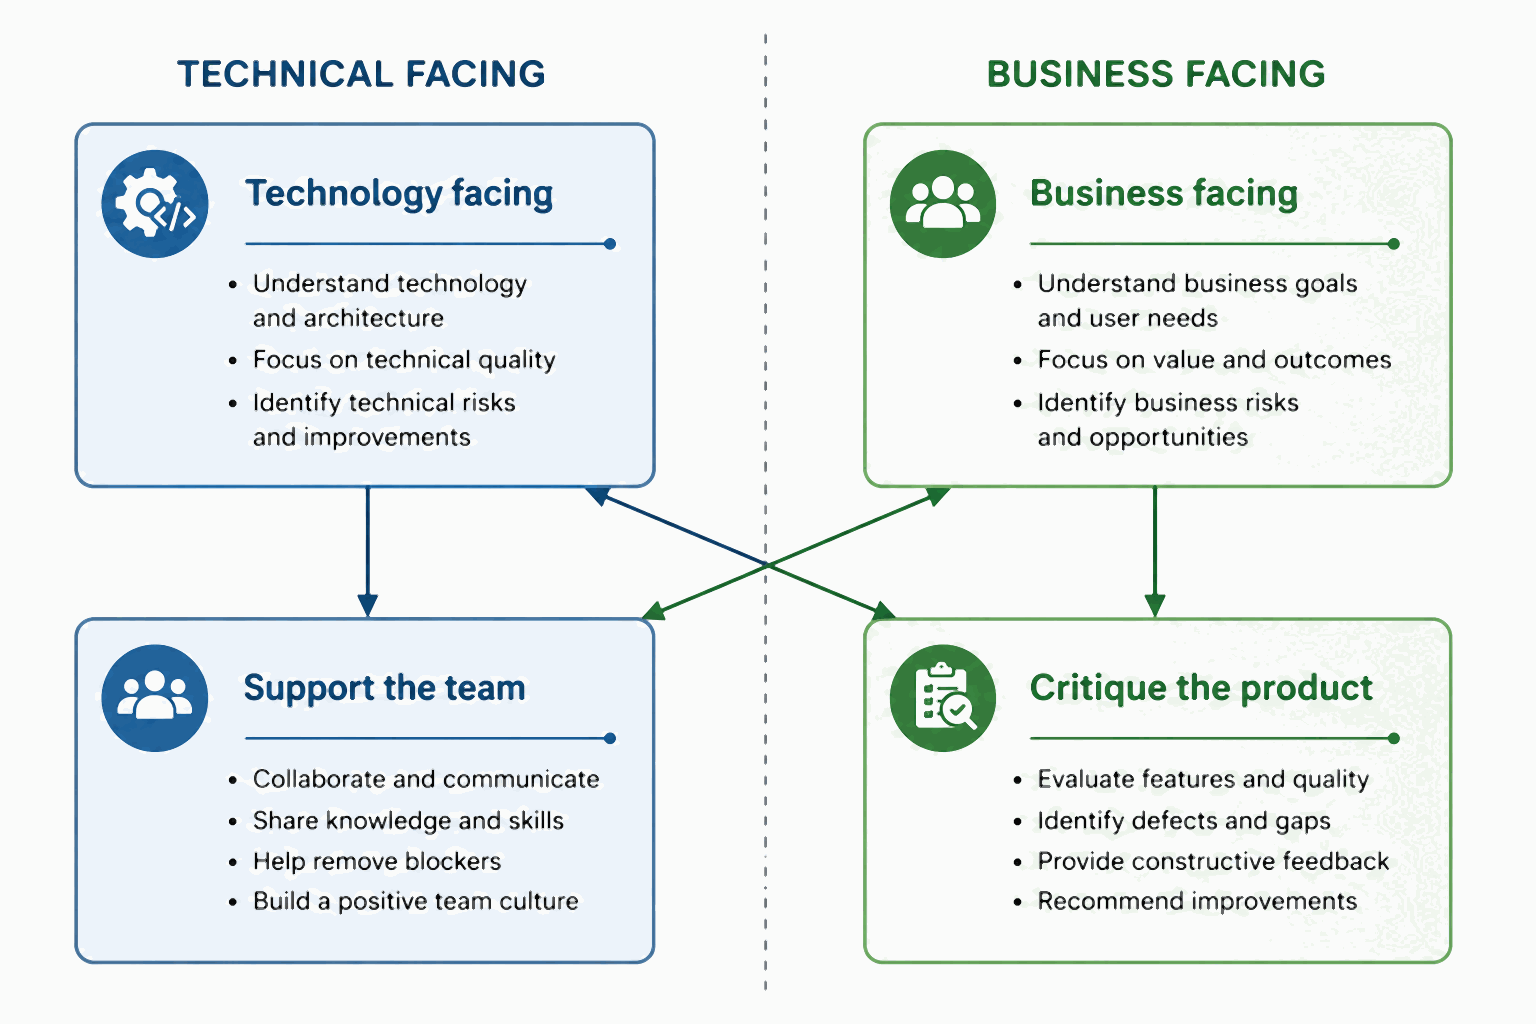 TECHNICAL FACING
Technology facing
• Understand technology
and architecture
• Focus on technical quality
• Identify technical risks
and improvements
Support the team
• Collaborate and communicate
• Share knowledge and skills
• Help remove blockers
• Build a positive team culture
BUSINESS FACING
Business facing
• Understand business goals
and user needs
• Focus on value and outcomes
• Identify business risks
and opportunities
Critique the product
• Evaluate features and quality
• Identify defects and gaps
• Provide constructive feedback
• Recommend improvements